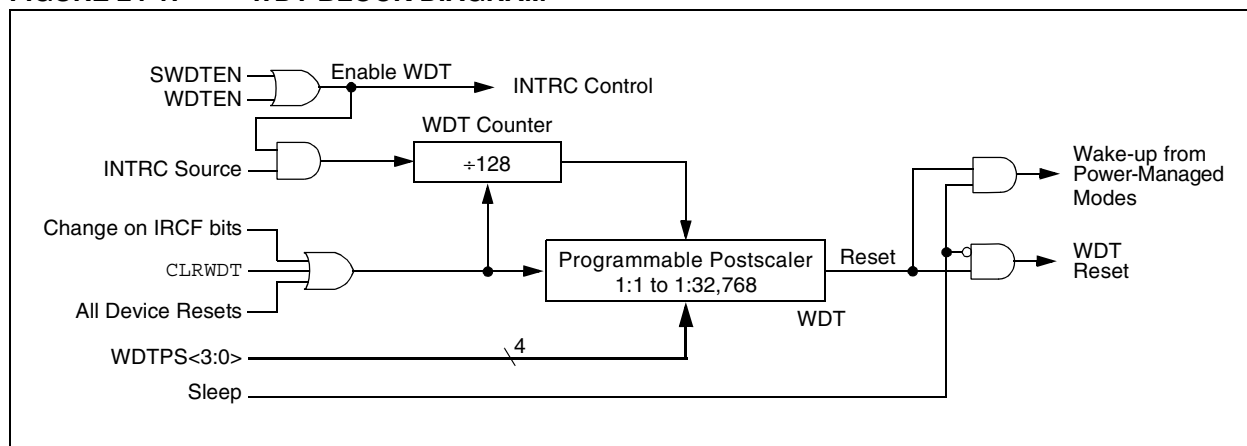 SWDTEN
WDTEN
Enable WDT
INTRC Control
WDT Counter
INTRC Source
÷128
Wake-up from
Power-Managed
Modes
Change on IRCF bits
CLRWDT
All Device Resets
Programmable Postscaler
1:1 to 1:32,768
Reset
WDT
Reset
WDT
WDTPS<3:0>
4
Sleep